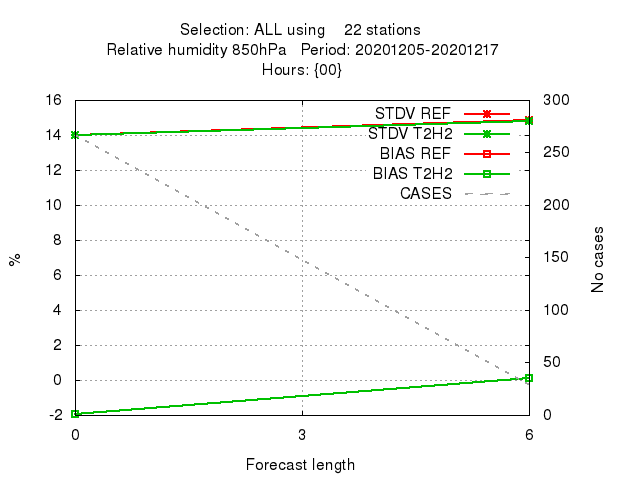 Selection: ALL using    22 stations
Relative humidity 850hPa   Period: 20201205-20201217
Hours: {00}
STDV REF
STDV T2H2
BIAS REF
BIAS T2H2
CASES
16
14
12
10
8
6
4
2
0
-2
%
300
250
200
150
100
50
0
No cases
0 3 6
Forecast length